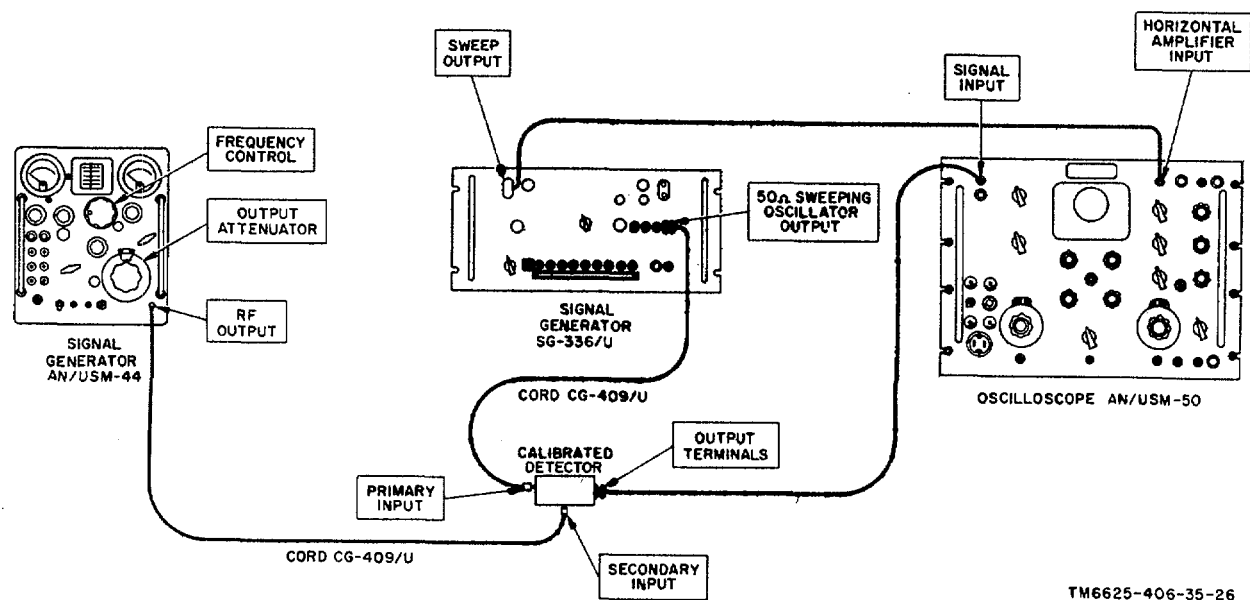 SWEEP
OUTPUT
HORIZONTAL
AMPLIFIER
INPUT
SIGNAL
INPUT
FREQUENCY
CONTROL
OUTPUT
ATTENUATOR
RF
OUTPUT
50Ω SWEEPING
OSCILLATOR
OUTPUT
SIGNAL
GENERATOR
AN/USM-44
SIGNAL
GENERATOR
SG-336/U
OSCILLOSCOPE AN/USM-50
CORD CG-409/U
CALIBRATED
DETECTOR
OUTPUT
TERMINALS
PRIMARY
INPUT
CORD CG-409/U
SECONDARY
INPUT
TM6625-406-35-26